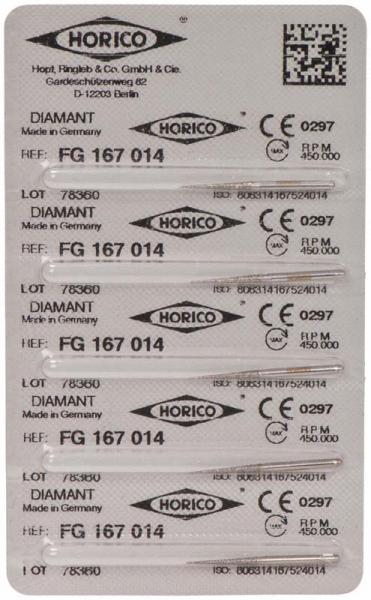 HORICO ®
Hopf, Ringleb & Co. GmbH & Cie.
Gardeschützenweg 82
D-12203 Berlin
DIAMANT
Made in Germany
HORICO ®
CE 0297
REF: FG 167 014
MAX
RPM
450.000
LOT 78360
ISO: 806314167524014
DIAMANT
Made in Germany
HORICO ®
CE 0297
REF: FG 167 014
MAX
RPM
450.000
LOT 78360
ISO: 806314167524014
DIAMANT
Made in Germany
HORICO ®
CE 0297
REF: FG 167 014
MAX
RPM
450.000
LOT 78360
ISO: 806314167524014
DIAMANT
Made in Germany
HORICO ®
CE 0297
REF: FG 167 014
MAX
RPM
450.000
LOT 78360
ISO: 806314167524014
DIAMANT
Made in Germany
HORICO ®
CE 0297
REF: FG 167 014
MAX
RPM
450.000
LOT 78360
ISO: 806314167524014